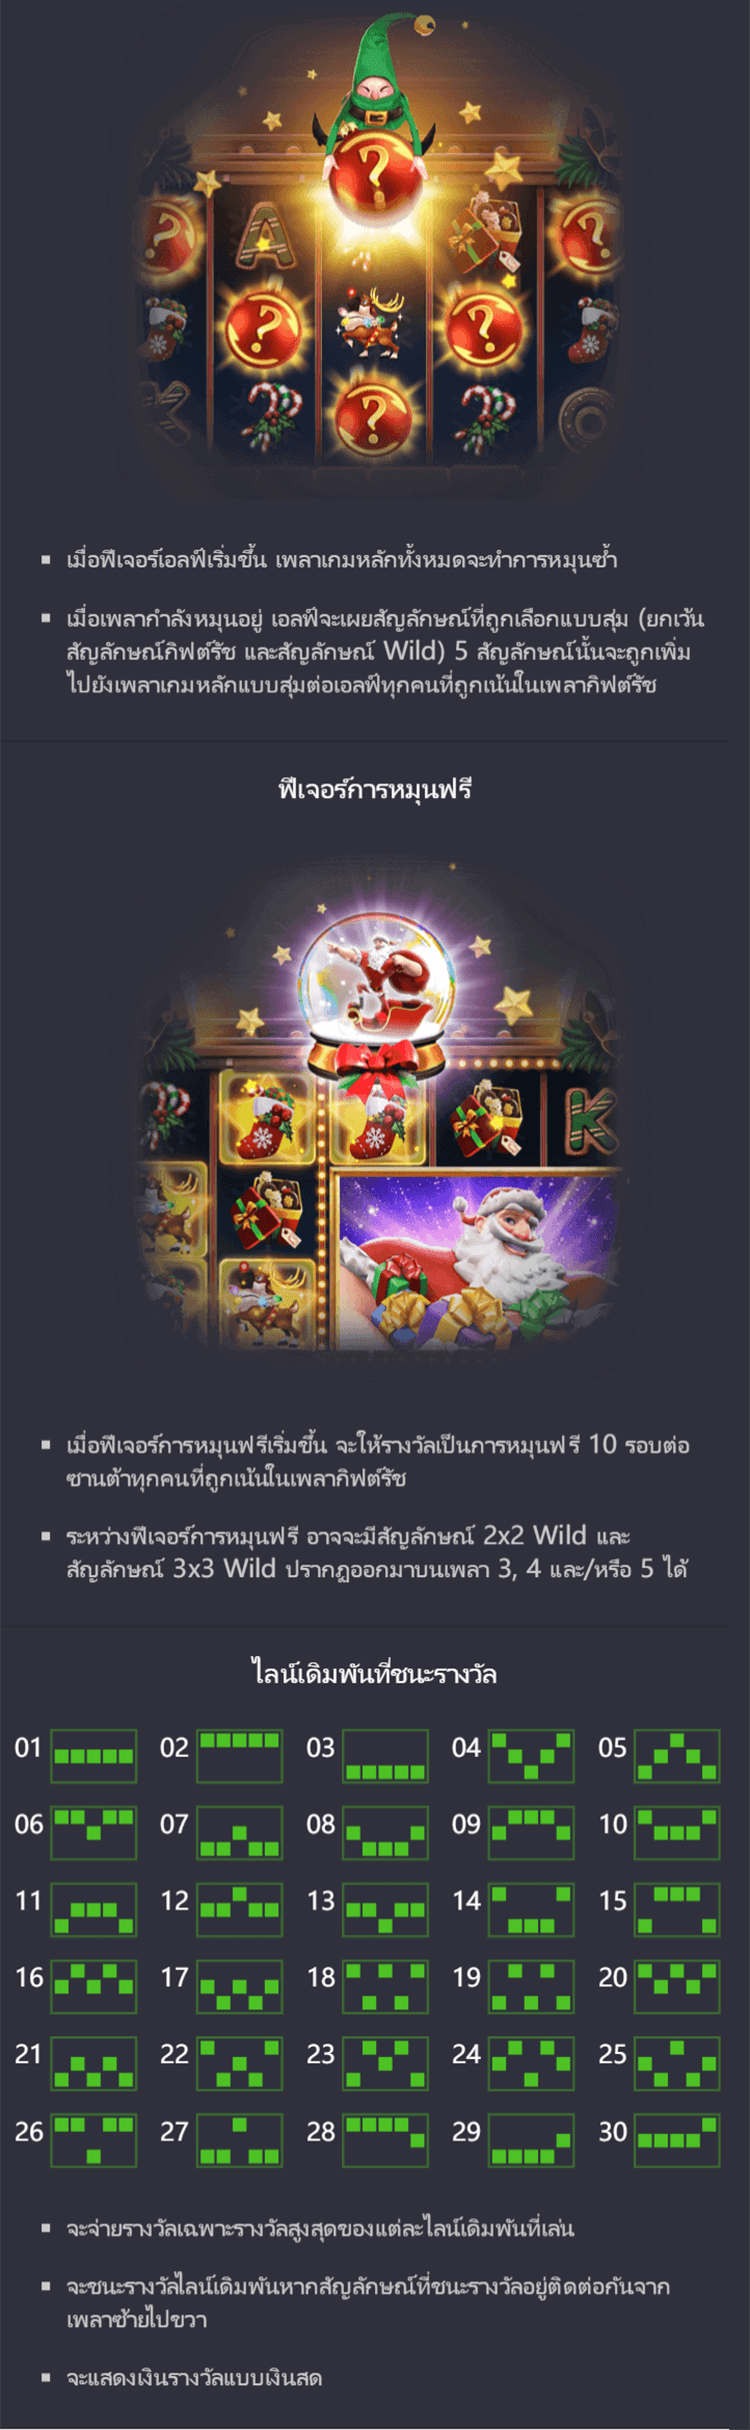 เมื่อฟีเจอร์เอลฟ์เริ่มขึ้น เพลาเกมหลักทั้งหมดจะทำการหมุนซ้ำ
เมื่อเพลากำลังหมุนอยู่ เอลฟ์จะเผยสัญลักษณ์ที่ถูกเลือกแบบสุ่ม (ยกเว้น
สัญลักษณ์กิฟต์รัช และสัญลักษณ์ Wild) 5 สัญลักษณ์นั้นจะถูกเพิ่ม
ไปยังเพลาเกมหลักแบบสุ่มต่อเอลฟ์ทุกคนที่ถูกเน้นในเพลากิฟต์รัช
ฟีเจอร์การหมุนฟรี
K
เมื่อฟีเจอร์การหมุนฟรีเริ่มขึ้น จะให้รางวัลเป็นการหมุนฟรี 10 รอบต่อ
ซานต้าทุกคนที่ถูกเน้นในเพลากิฟต์รัช
ระหว่างฟีเจอร์การหมุนฟรี อาจจะมีสัญลักษณ์ 2x2 Wild และ
สัญลักษณ์ 3x3 Wild ปรากฏออกมาบนเพลา 3, 4 และ/หรือ 5 ได้
ไลน์เดิมพันที่ชนะรางวัล
01 02 03 04 05
06 07 08 09 10
11 12 13 14 15
16 17 18 19 20
21 22 23 24 25
26 27 28 29 30
จะจ่ายรางวัลเฉพาะรางวัลสูงสุดของแต่ละไลน์เดิมพันที่เล่น
จะชนะรางวัลไลน์เดิมพันหากสัญลักษณ์ที่ชนะรางวัลอยู่ติดต่อกันจาก
เพลาซ้ายไปขวา
จะแสดงเงินรางวัลแบบเงินสด